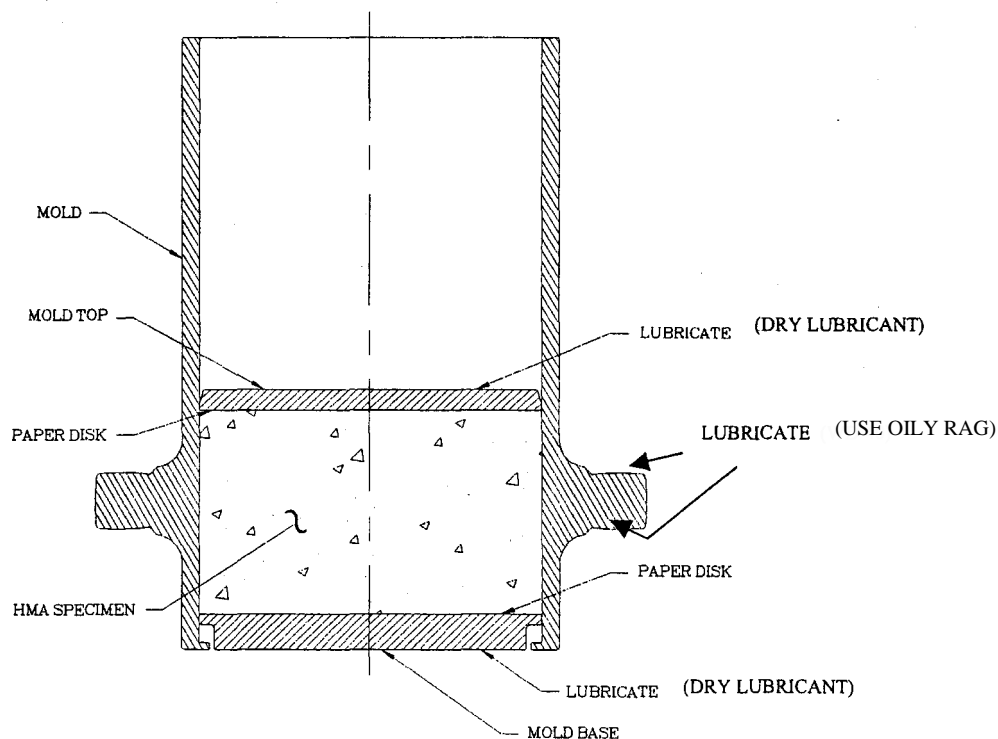 MOLD
MOLD TOP
LUBRICATE (DRY LUBRICANT)
PAPER DISK
LUBRICATE (USE OILY RAG)
PAPER DISK
HMA SPECIMEN
LUBRICATE (DRY LUBRICANT)
MOLD BASE